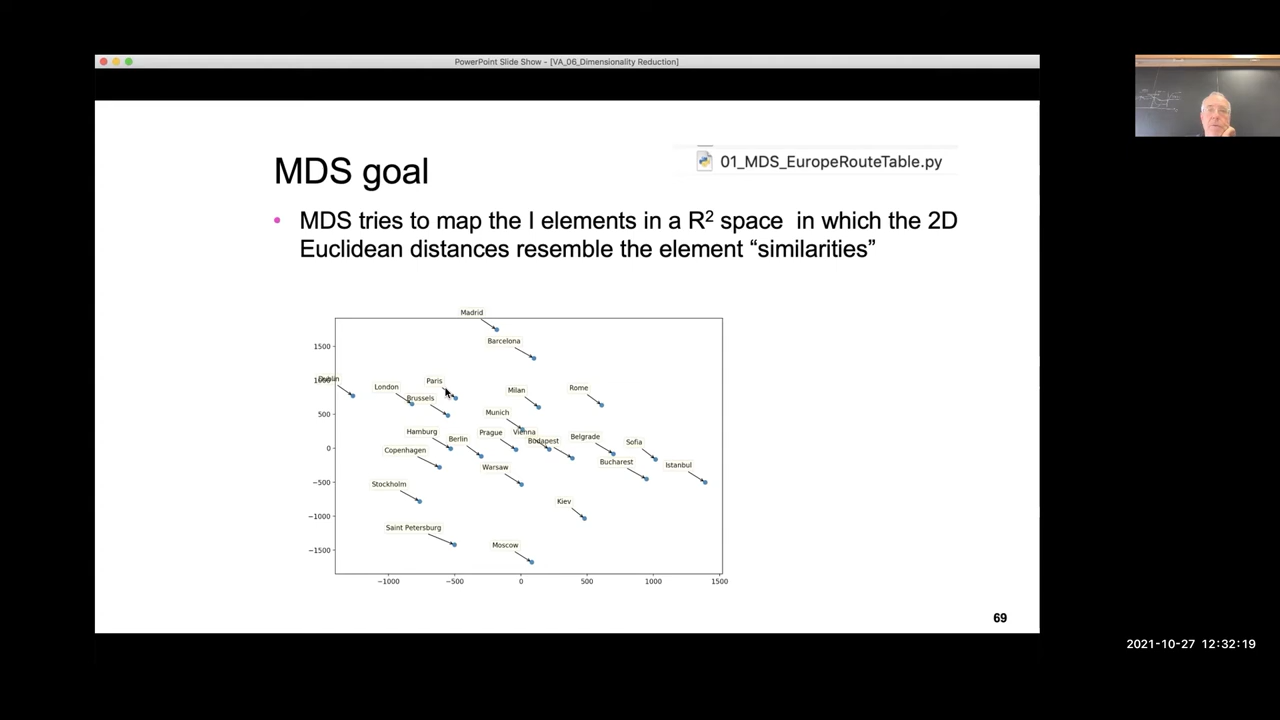 PowerPoint Slide Show - [VA_06_Dimensionality Reduction]
MDS goal
01_MDS_EuropeRouteTable.py
• MDS tries to map the I elements in a R² space in which the 2D
Euclidean distances resemble the element “similarities”
Madrid
1500
Barcelona
1000
Dublin
London
Paris
Brussels
Milan
Rome
500
Munich
Hamburg
Berlin
Prague
Vienna
Budapest
Belgrade
Sofia
0
Copenhagen
Warsaw
Bucharest
Istanbul
−500
Stockholm
Kiev
−1000
Saint Petersburg
Moscow
−1500
−1000 −500 0 500 1000 1500
69
2021-10-27 12:32:19